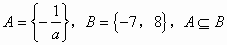 A={-1/a}, B={-7, 8}, A⊆B